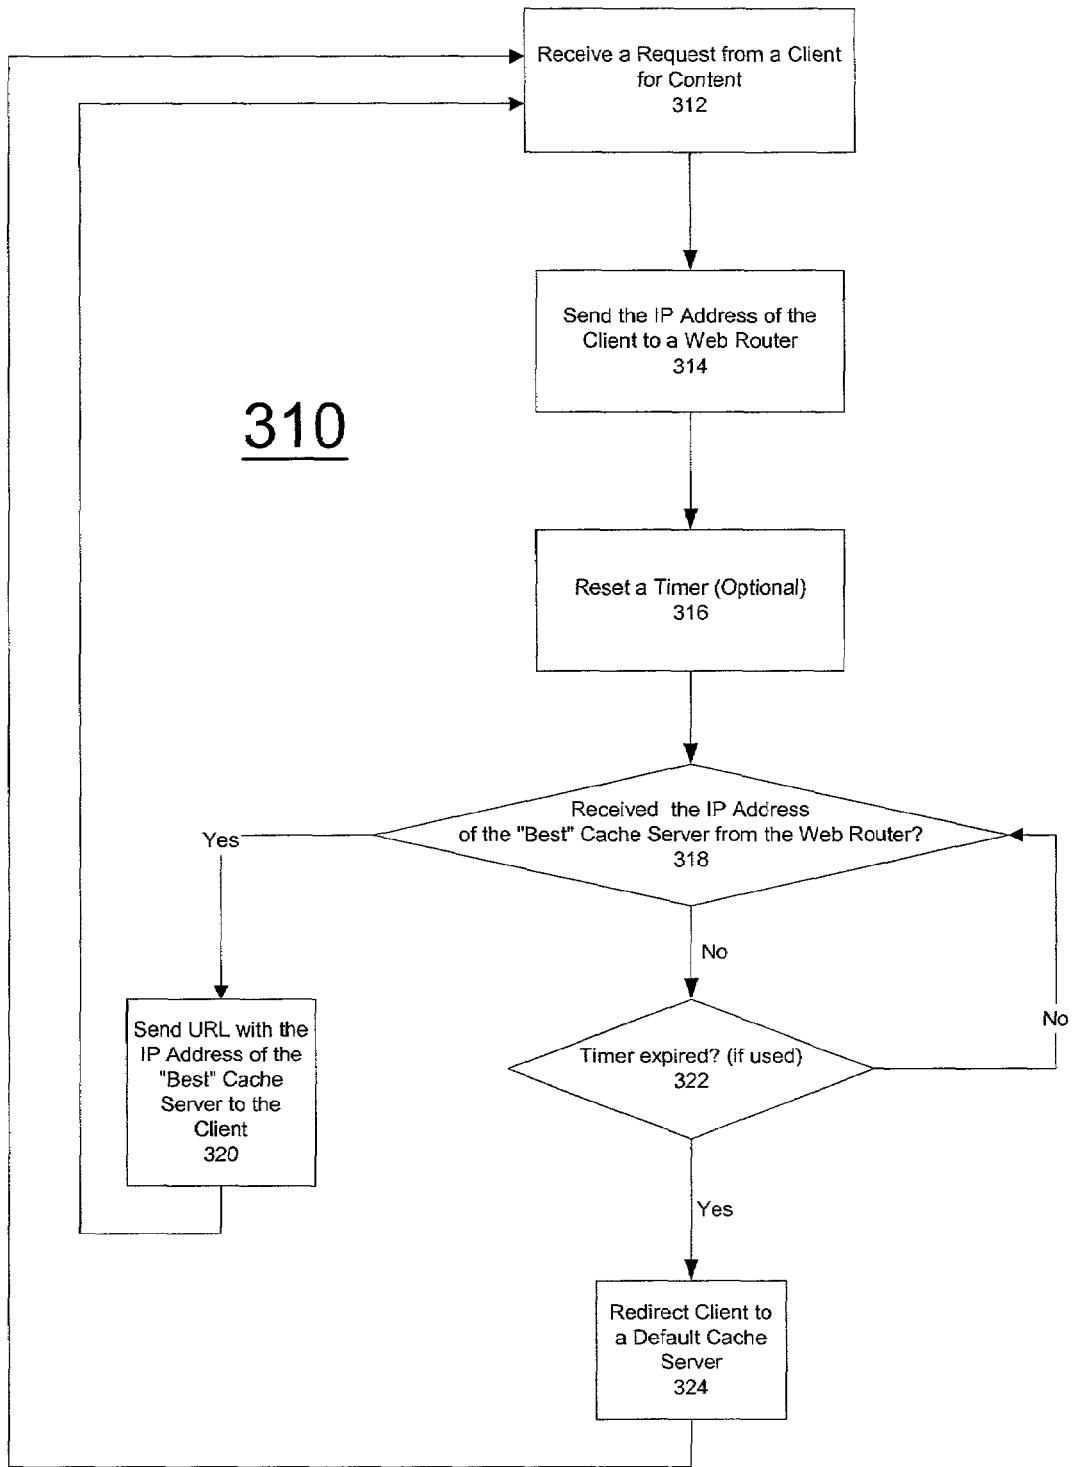 Receive a Request from a Client
for Content
312
Send the IP Address of the
Client to a Web Router
314
310
Reset a Timer (Optional)
316
Received the IP Address
of the "Best" Cache Server from the Web Router?
318
Yes
No
Send URL with the
IP Address of the
"Best" Cache
Server to the
Client
320
Timer expired? (if used)
322
No
Yes
Redirect Client to
a Default Cache
Server
324